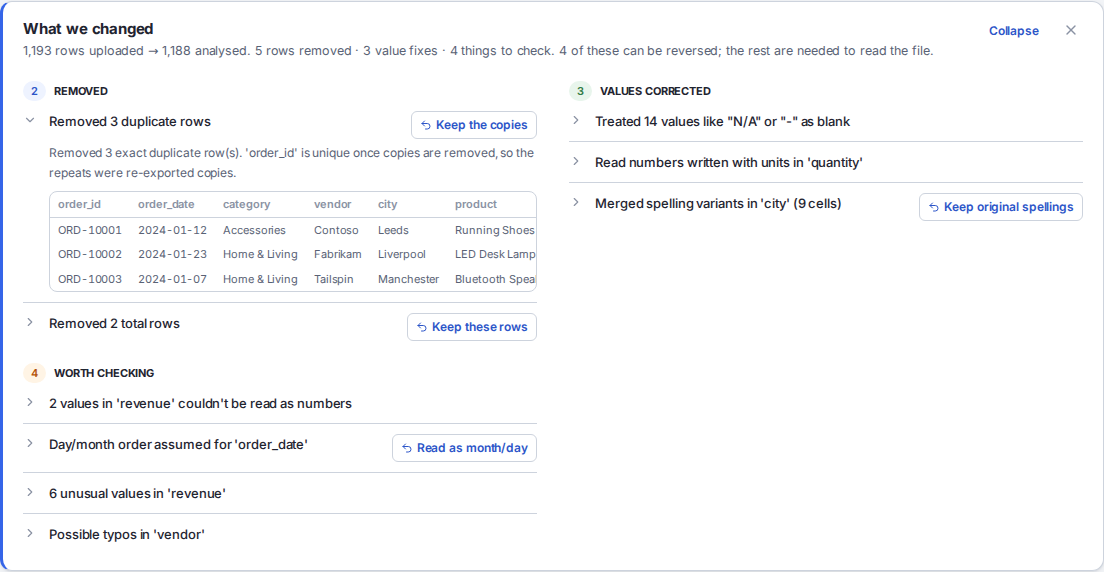 What we changed
Collapse
1,193 rows uploaded → 1,188 analysed. 5 rows removed · 3 value fixes · 4 things to check. 4 of these can be reversed; the rest are needed to read the file.
2 REMOVED
Removed 3 duplicate rows
Keep the copies
Removed 3 exact duplicate row(s). 'order_id' is unique once copies are removed, so the
repeats were re-exported copies.
order_id order_date category vendor city product
ORD-10001 2024-01-12 Accessories Contoso Leeds Running Shoes
ORD-10002 2024-01-23 Home & Living Fabrikam Liverpool LED Desk Lamp
ORD-10003 2024-01-07 Home & Living Tailspin Manchester Bluetooth Spea
Removed 2 total rows
Keep these rows
4 WORTH CHECKING
2 values in 'revenue' couldn't be read as numbers
Day/month order assumed for 'order_date'
Read as month/day
6 unusual values in 'revenue'
Possible typos in 'vendor'
3 VALUES CORRECTED
Treated 14 values like "N/A" or "-" as blank
Read numbers written with units in 'quantity'
Merged spelling variants in 'city' (9 cells)
Keep original spellings